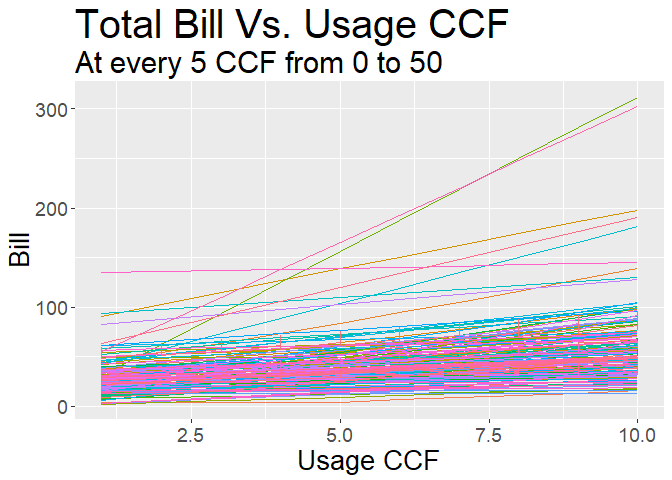 Total Bill Vs. Usage CCF
At every 5 CCF from 0 to 50
300
200
100
0
Bill
2.5 5.0 7.5 10.0
Usage CCF